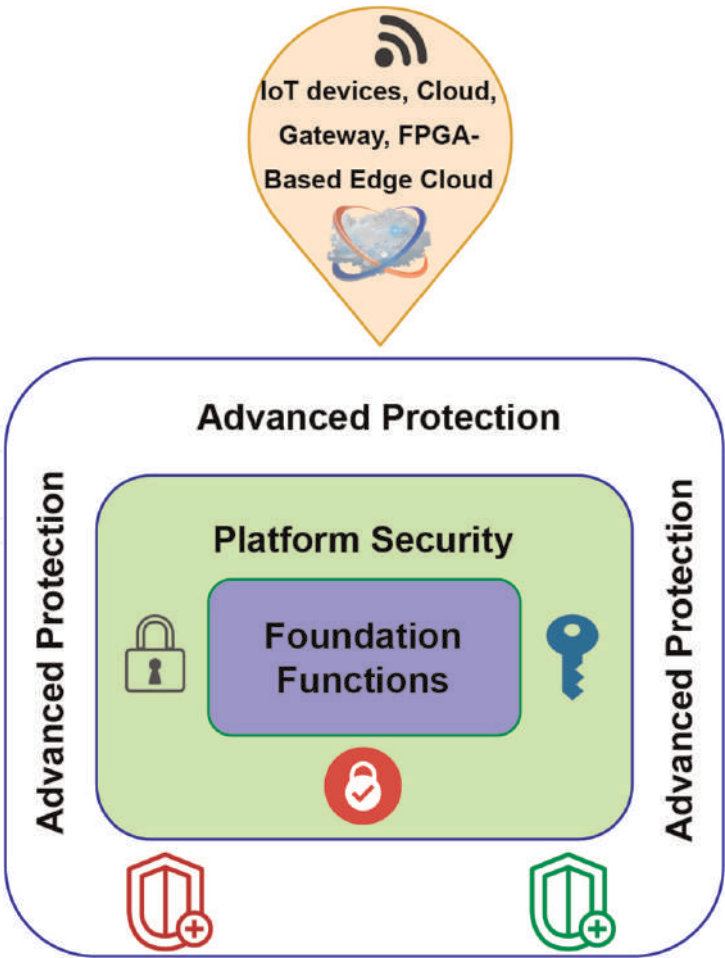 IoT devices, Cloud,
Gateway, FPGA-
Based Edge Cloud
Advanced Protection
Advanced Protection
Platform Security
Foundation
Functions
Advanced Protection